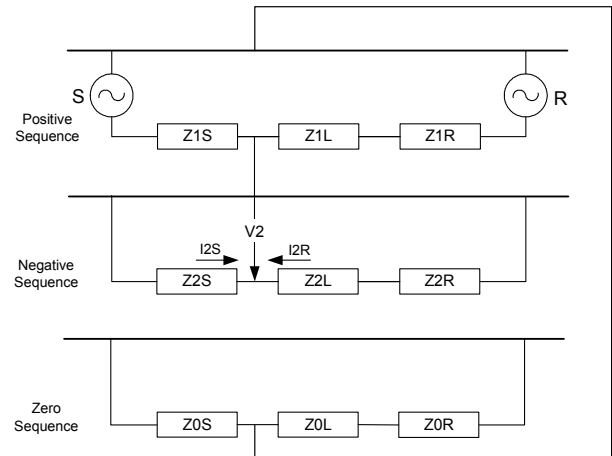 S
R
Positive
Sequence
Z1S
Z1L
Z1R
V2
I2S
I2R
Negative
Sequence
Z2S
Z2L
Z2R
Zero
Sequence
Z0S
Z0L
Z0R